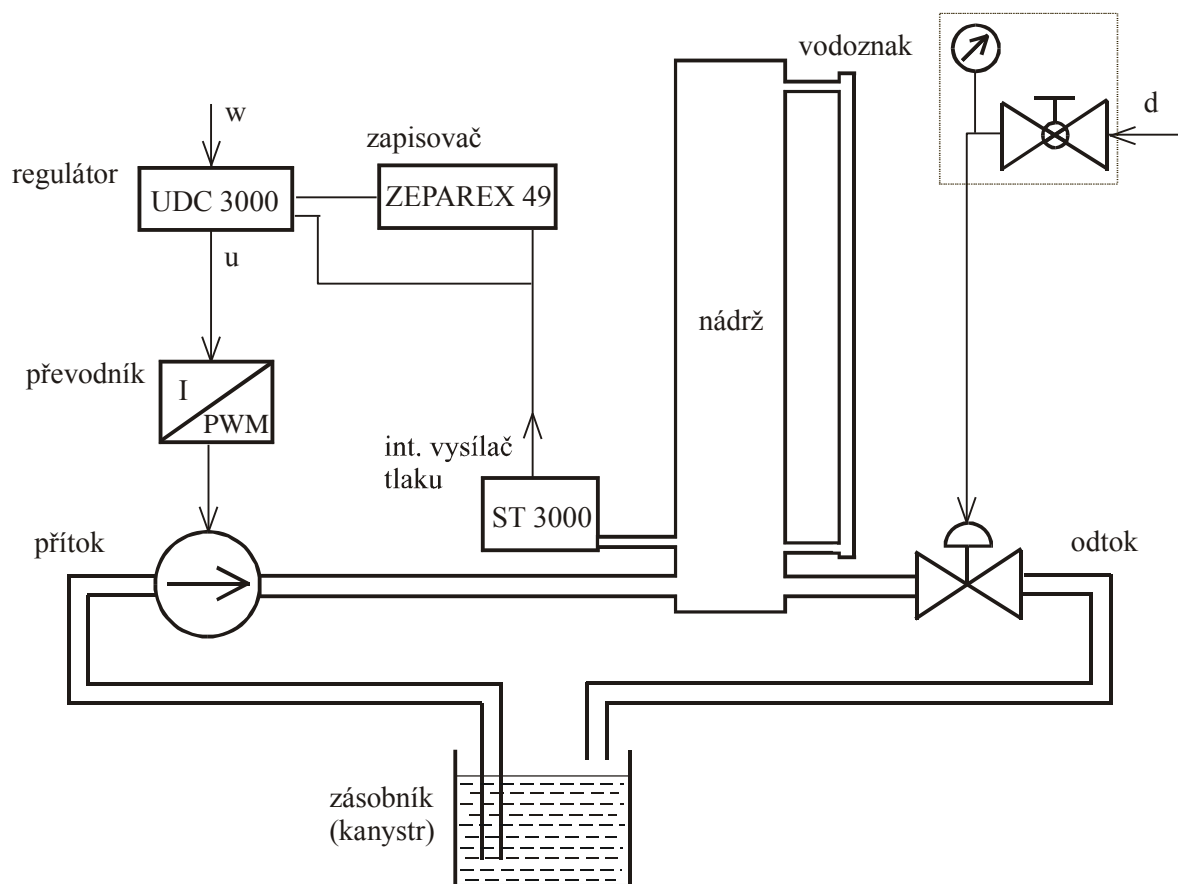 vodoznak
d
w
zapisovač
regulátor
UDC 3000
ZEPAREX 49
u
nádrž
převodník
I
PWM
int. vysílač
tlaku
ST 3000
přítok
odtok
zásobník
(kanystr)